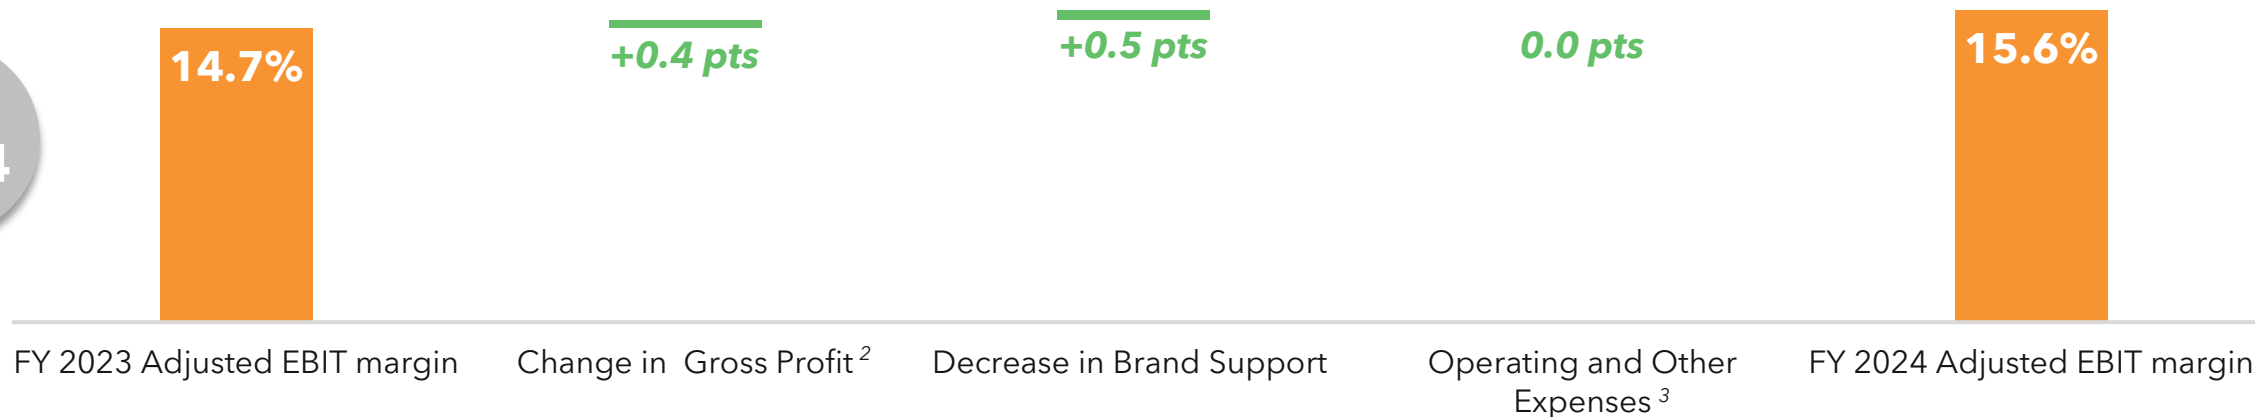 14.7%
+0.4 pts
+0.5 pts
0.0 pts
15.6%
4
FY 2023 Adjusted EBIT margin
Change in Gross Profit 2
Decrease in Brand Support
Operating and Other
Expenses 3
FY 2024 Adjusted EBIT margin